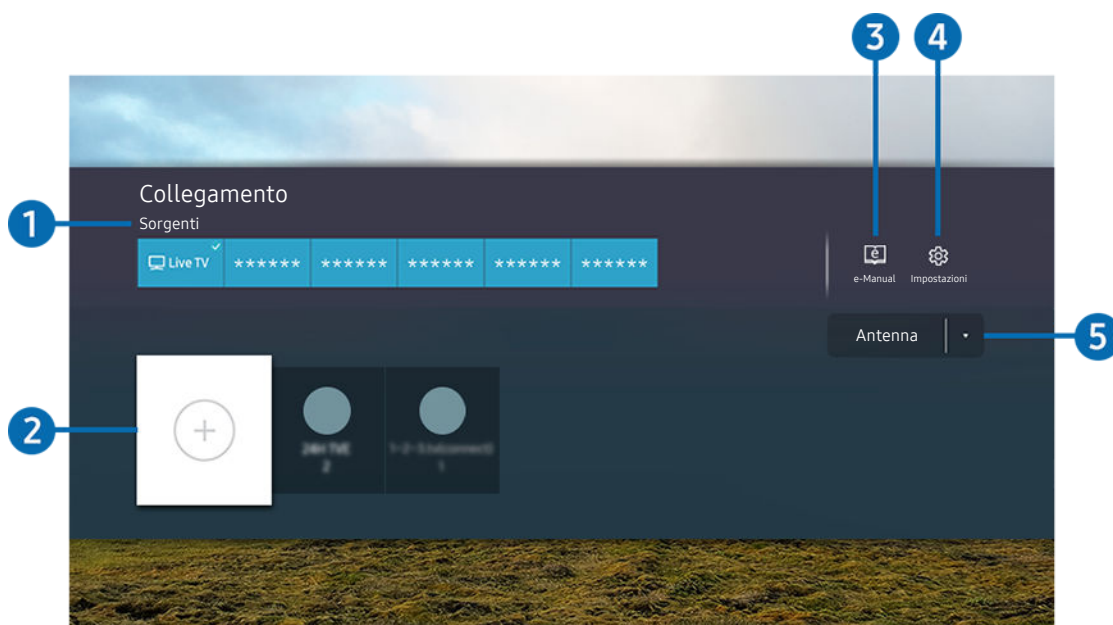 3 4
Collegamento
1
Sorgenti
Live TV ****** ****** ****** ****** ******
e-Manual Impostazioni
Antenna
5
2